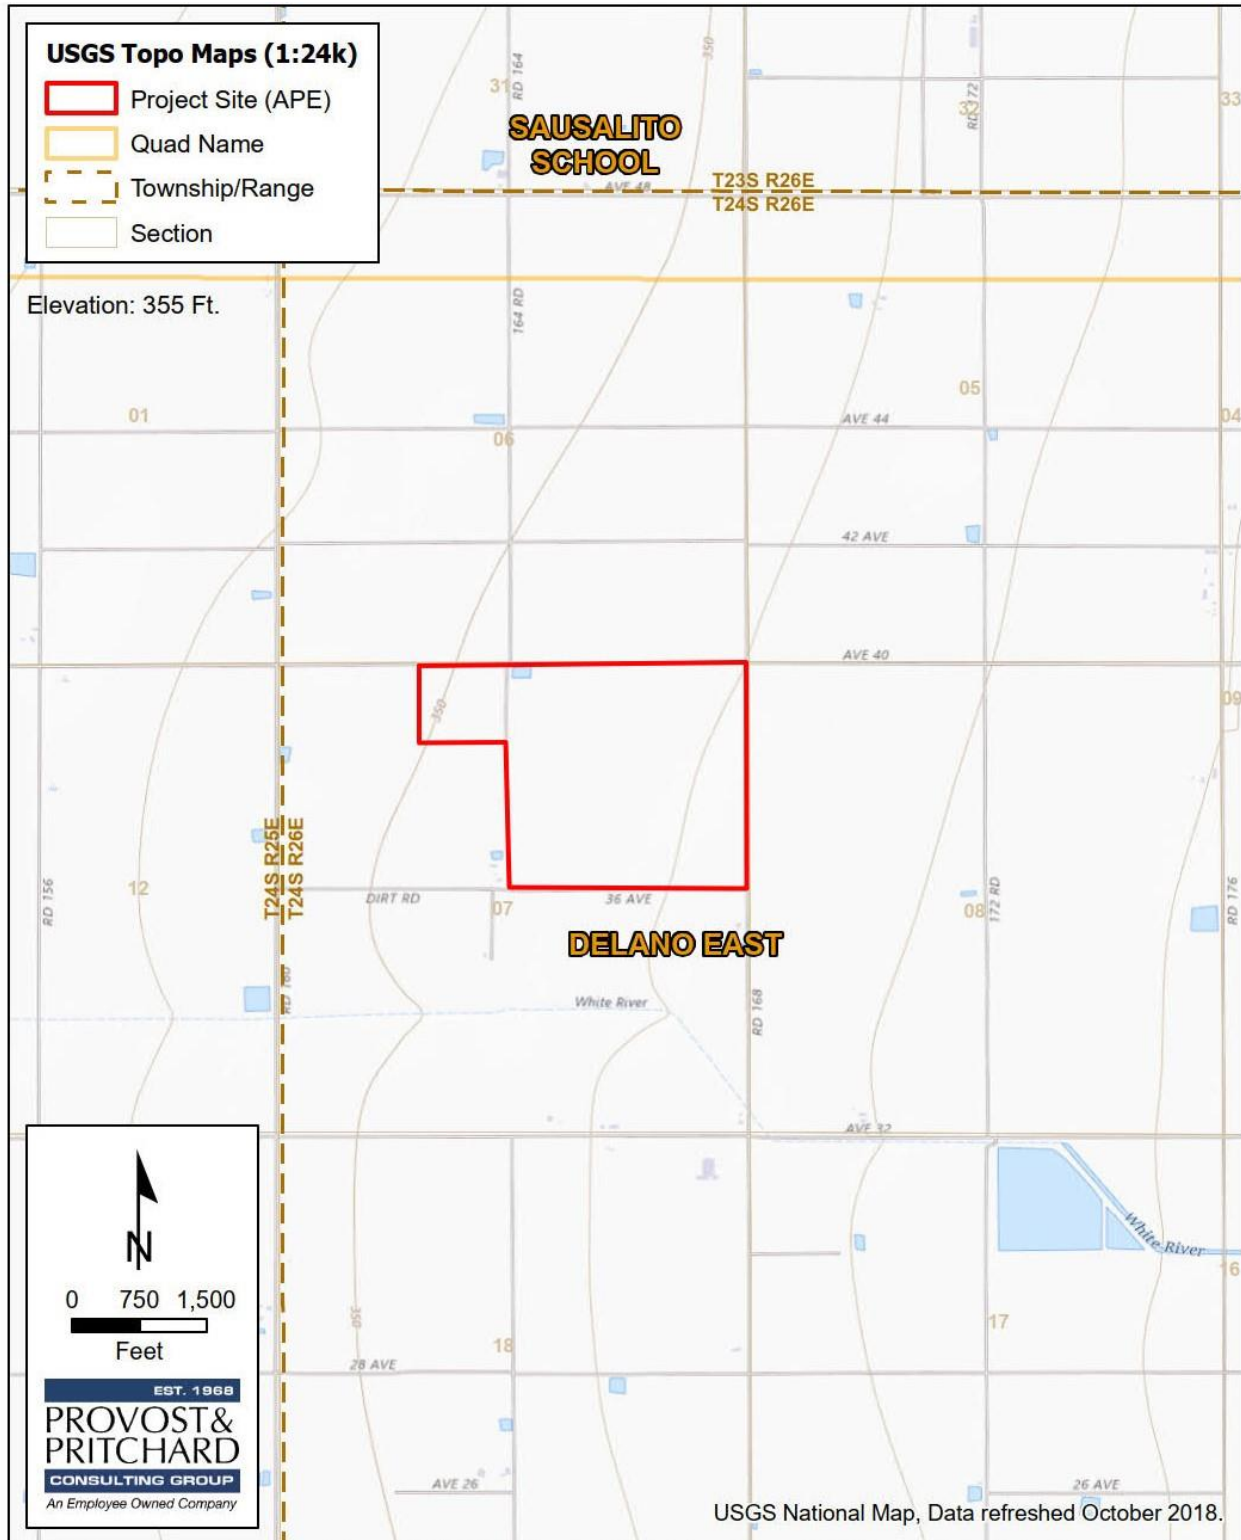 USGS Topo Maps (1:24k)
Project Site (APE)
Quad Name
Township/Range
Section
Elevation: 355 Ft.
350
RD 164
31
RD 172
32
33
SAUSALITO
SCHOOL
AVE 48
T23S R26E
T24S R26E
164 RD
01
05
04
AVE 44
06
42 AVE
AVE 40
09
350
T24S R25E
T24S R26E
RD 156
12
DIRT RD
07
36 AVE
08
172 RD
RD 176
DELANO EAST
RD 160
White River
RD 168
AVE 32
White River
16
N
0 750 1,500
Feet
350
18
17
28 AVE
EST. 1968
PROVOST&
PRITCHARD
CONSULTING GROUP
An Employee Owned Company
AVE 26
26 AVE
USGS National Map, Data refreshed October 2018.